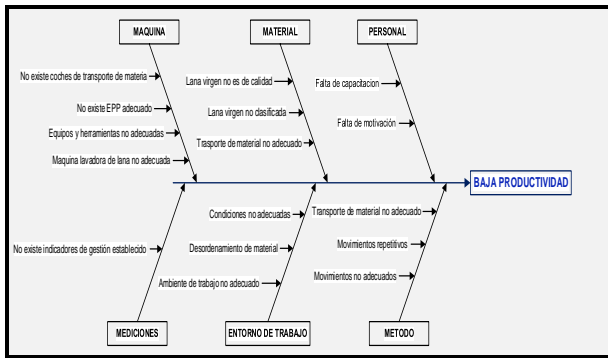 MAQUINA
MATERIAL
PERSONAL
No existe coches de transporte de materia
No existe EPP adecuado
Equipos y herramientas no adecuadas
Maquina lavadora de lana no adecuada
Lana virgen no es de calidad
Lana virgen no clasificada
Trasporte de material no adecuado
Falta de capacitacion
Falta de motivación
BAJA PRODUCTIVIDAD
No existe indicadores de gestión establecido
Condiciones no adecuadas
Desordenamiento de material
Ambiente de trabajo no adecuado
Transporte de material no adecuado
Movimientos repetitivos
Movimientos no adecuados
MEDICIONES
ENTORNO DE TRABAJO
METODO